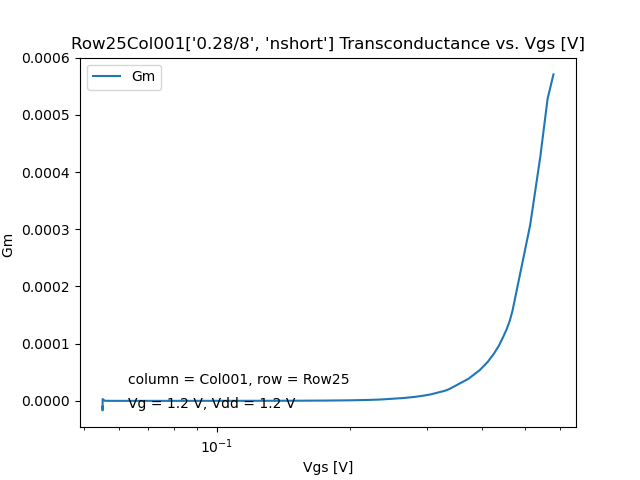 Row25Col001['0.28/8', 'nshort'] Transconductance vs. Vgs [V]
Gm
0.0006
0.0005
0.0004
0.0003
0.0002
0.0001
0.0000
Gm
column = Col001, row = Row25
Vg = 1.2 V, Vdd = 1.2 V
10⁻¹
Vgs [V]